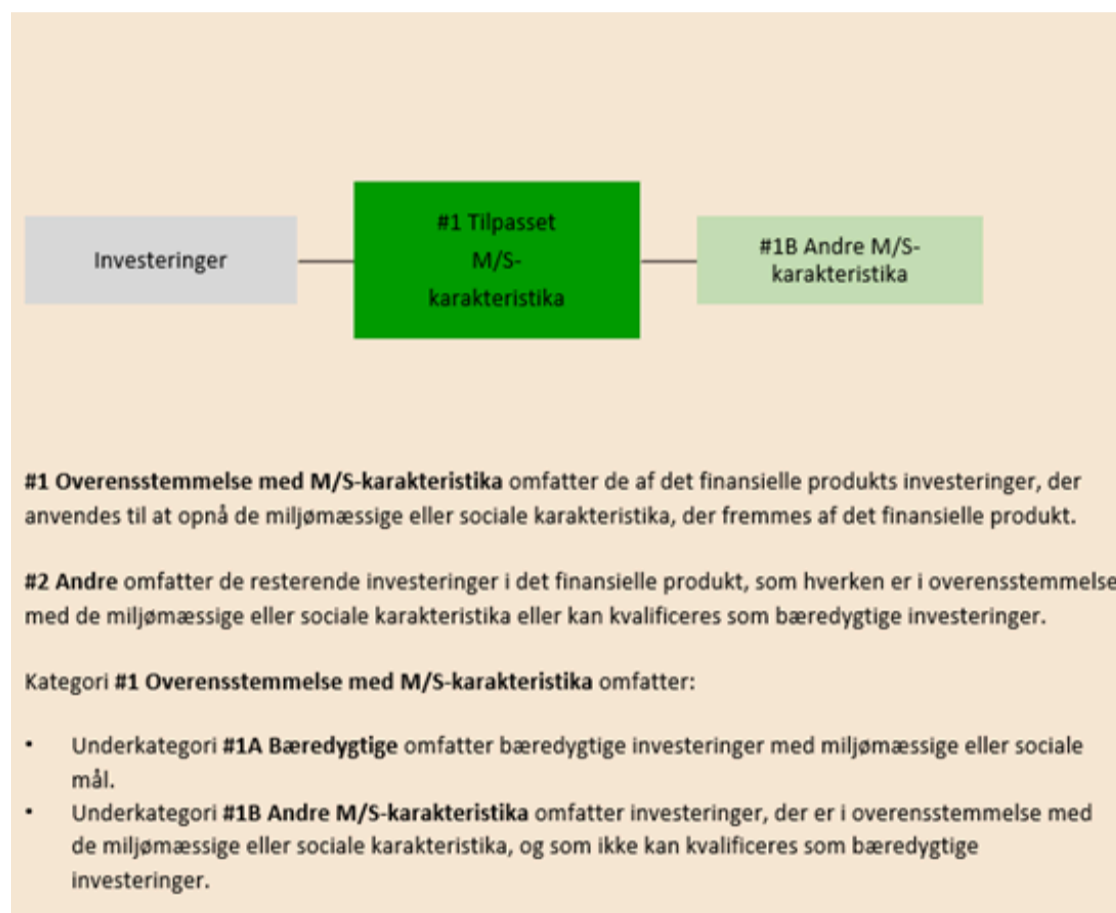 Investeringer
#1 Tilpasset
M/S-
karakteristika
#1B Andre M/S-
karakteristika
#1 Overensstemmelse med M/S-karakteristika omfatter de af det finansielle produkts investeringer, der
anvendes til at opnå de miljømæssige eller sociale karakteristika, der fremmes af det finansielle produkt.
#2 Andre omfatter de resterende investeringer i det finansielle produkt, som hverken er i overensstemmelse
med de miljømæssige eller sociale karakteristika eller kan kvalificeres som bæredygtige investeringer.
Kategori #1 Overensstemmelse med M/S-karakteristika omfatter:
• Underkategori #1A Bæredygtige omfatter bæredygtige investeringer med miljømæssige eller sociale
mål.
• Underkategori #1B Andre M/S-karakteristika omfatter investeringer, der er i overensstemmelse med
de miljømæssige eller sociale karakteristika, og som ikke kan kvalificeres som bæredygtige
investeringer.